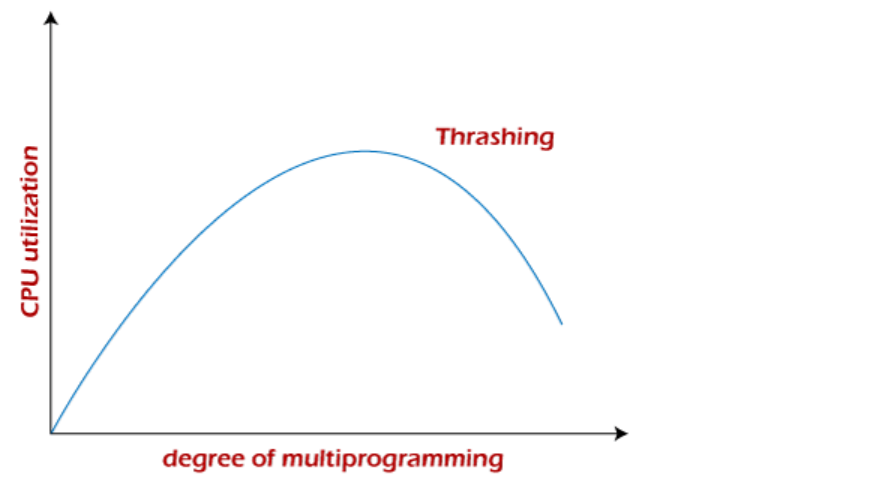 Thrashing
CPU utilization
degree of multiprogramming